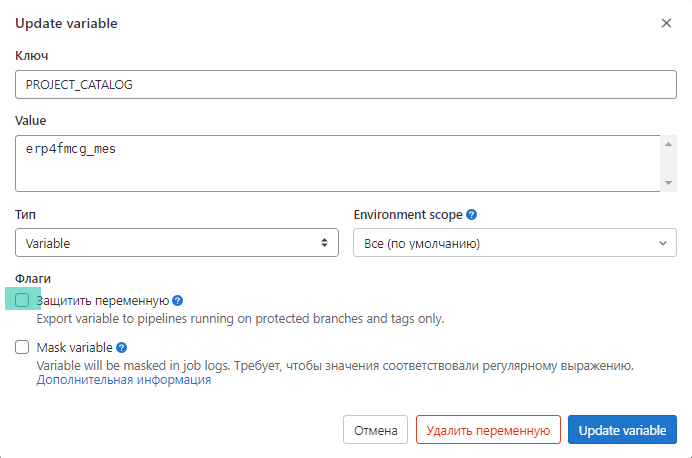 Update variable
Ключ
PROJECT_CATALOG
Value
erp4fmcg_mes
Тип
Environment scope
Variable
Все (по умолчанию)
Флаги
Защитить переменную
Export variable to pipelines running on protected branches and tags only.
Mask variable
Variable will be masked in job logs. Требует, чтобы значения соответствовали регулярному выражению.
Дополнительная информация
Отмена
Удалить переменную
Update variable